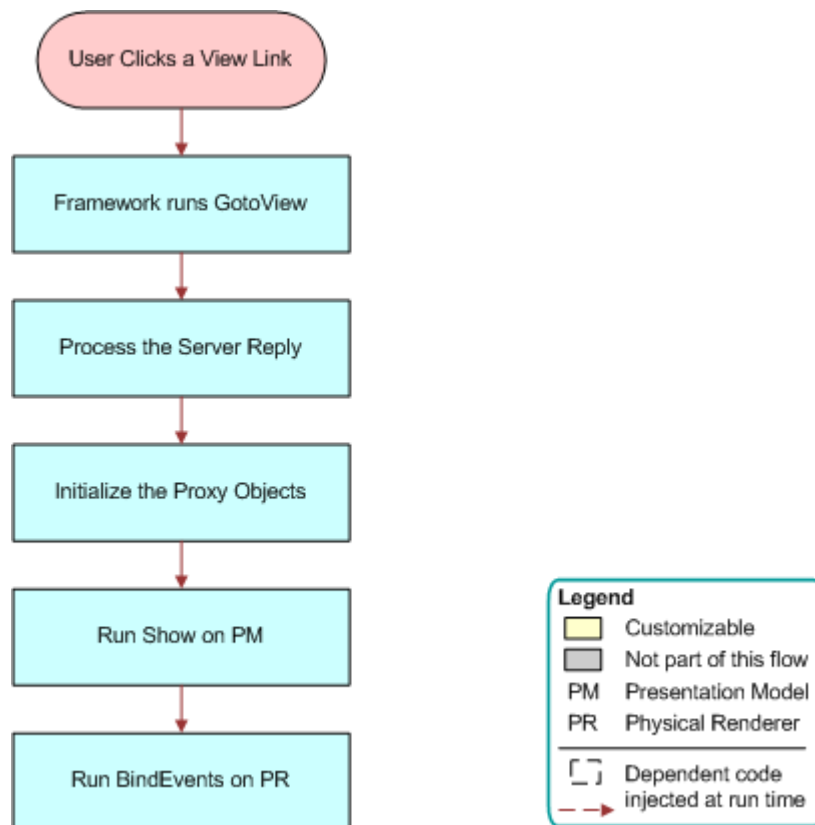 User Clicks a View Link
Framework runs GotoView
Process the Server Reply
Initialize the Proxy Objects
Run Show on PM
Run BindEvents on PR
Legend
Customizable
Not part of this flow
PM Presentation Model
PR Physical Renderer
Dependent code
injected at run time